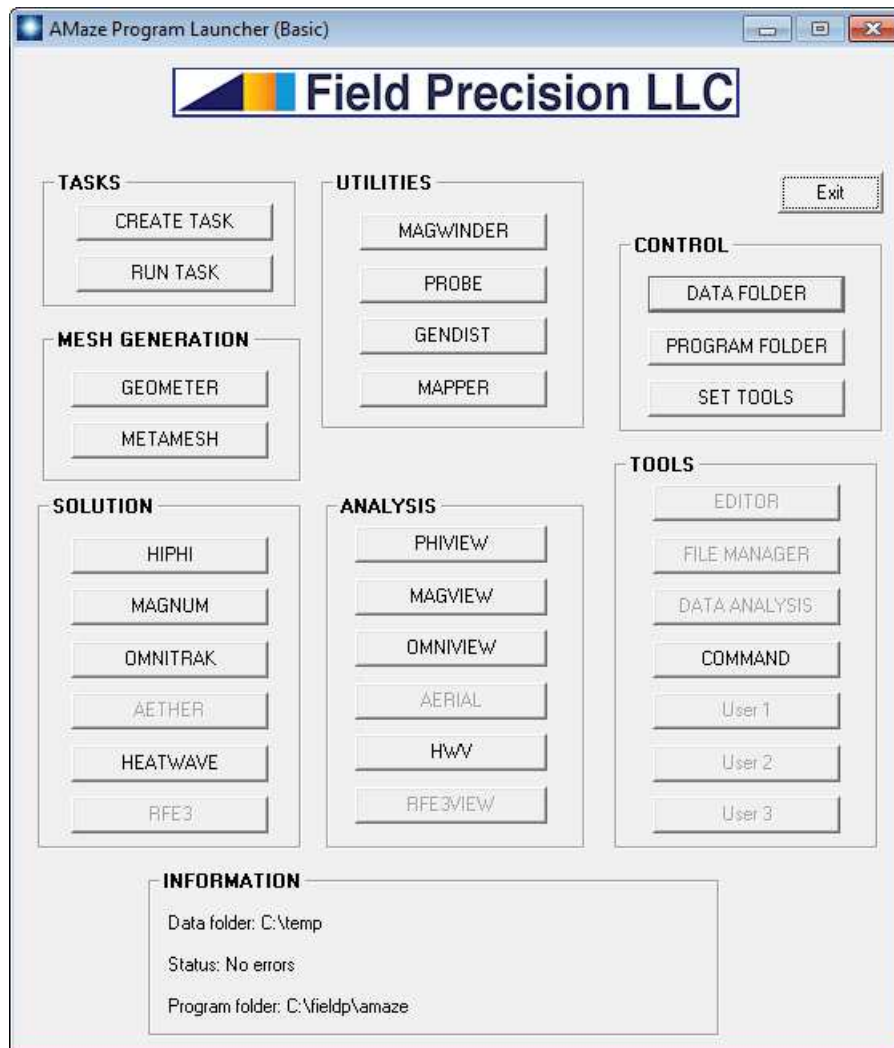 AMaze Program Launcher (Basic)
Field Precision LLC
TASKS
CREATE TASK
RUN TASK
MESH GENERATION
GEOMETER
METAMESH
UTILITIES
MAGWINDER
PROBE
GENDIST
MAPPER
Exit
CONTROL
DATA FOLDER
PROGRAM FOLDER
SET TOOLS
SOLUTION
HIPHI
MAGNUM
OMNITRAK
AETHER
HEATWAVE
RFE3
ANALYSIS
PHIVIEW
MAGVIEW
OMNIVIEW
AERIAL
HWV
RFE3VIEW
TOOLS
EDITOR
FILE MANAGER
DATA ANALYSIS
COMMAND
User 1
User 2
User 3
INFORMATION
Data folder: C:\temp
Status: No errors
Program folder: C:\fieldp\amaze